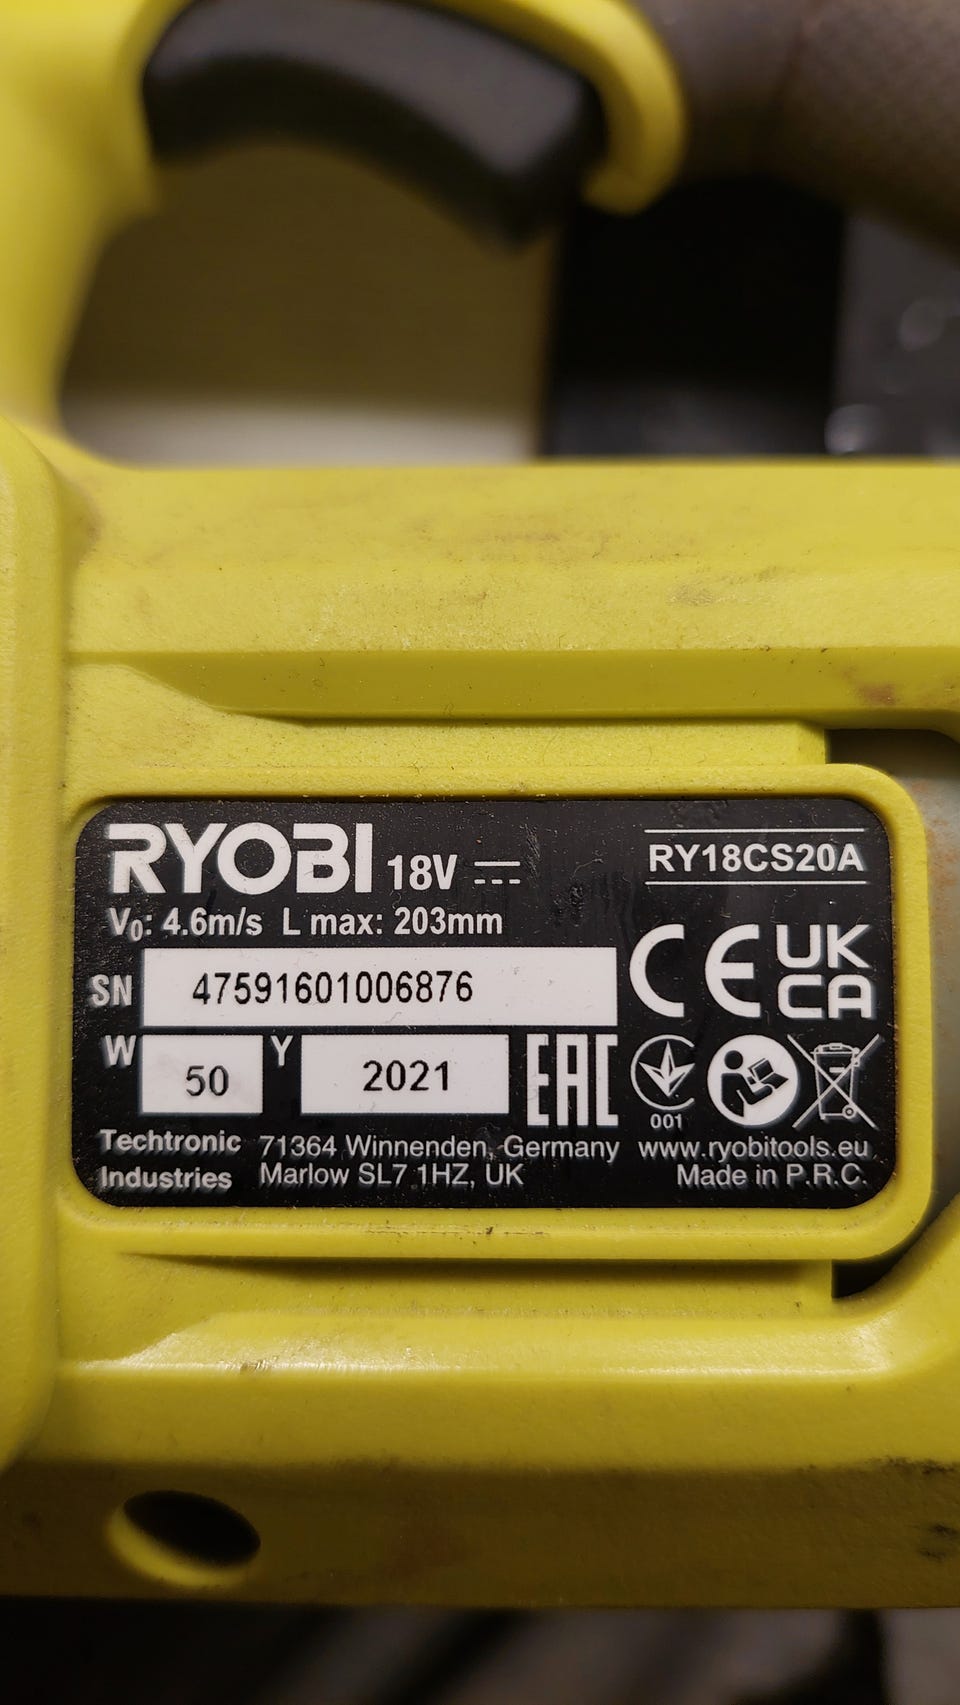 RYOBI 18V
RY18CS20A
V₀: 4.6m/s L max: 203mm
SN 47591601006876
CE UK CA
W 50 Y 2021
EAC
001
Techtronic Industries
71364 Winnenden, Germany
Marlow SL7 1HZ, UK
www.ryobitools.eu
Made in P.R.C.